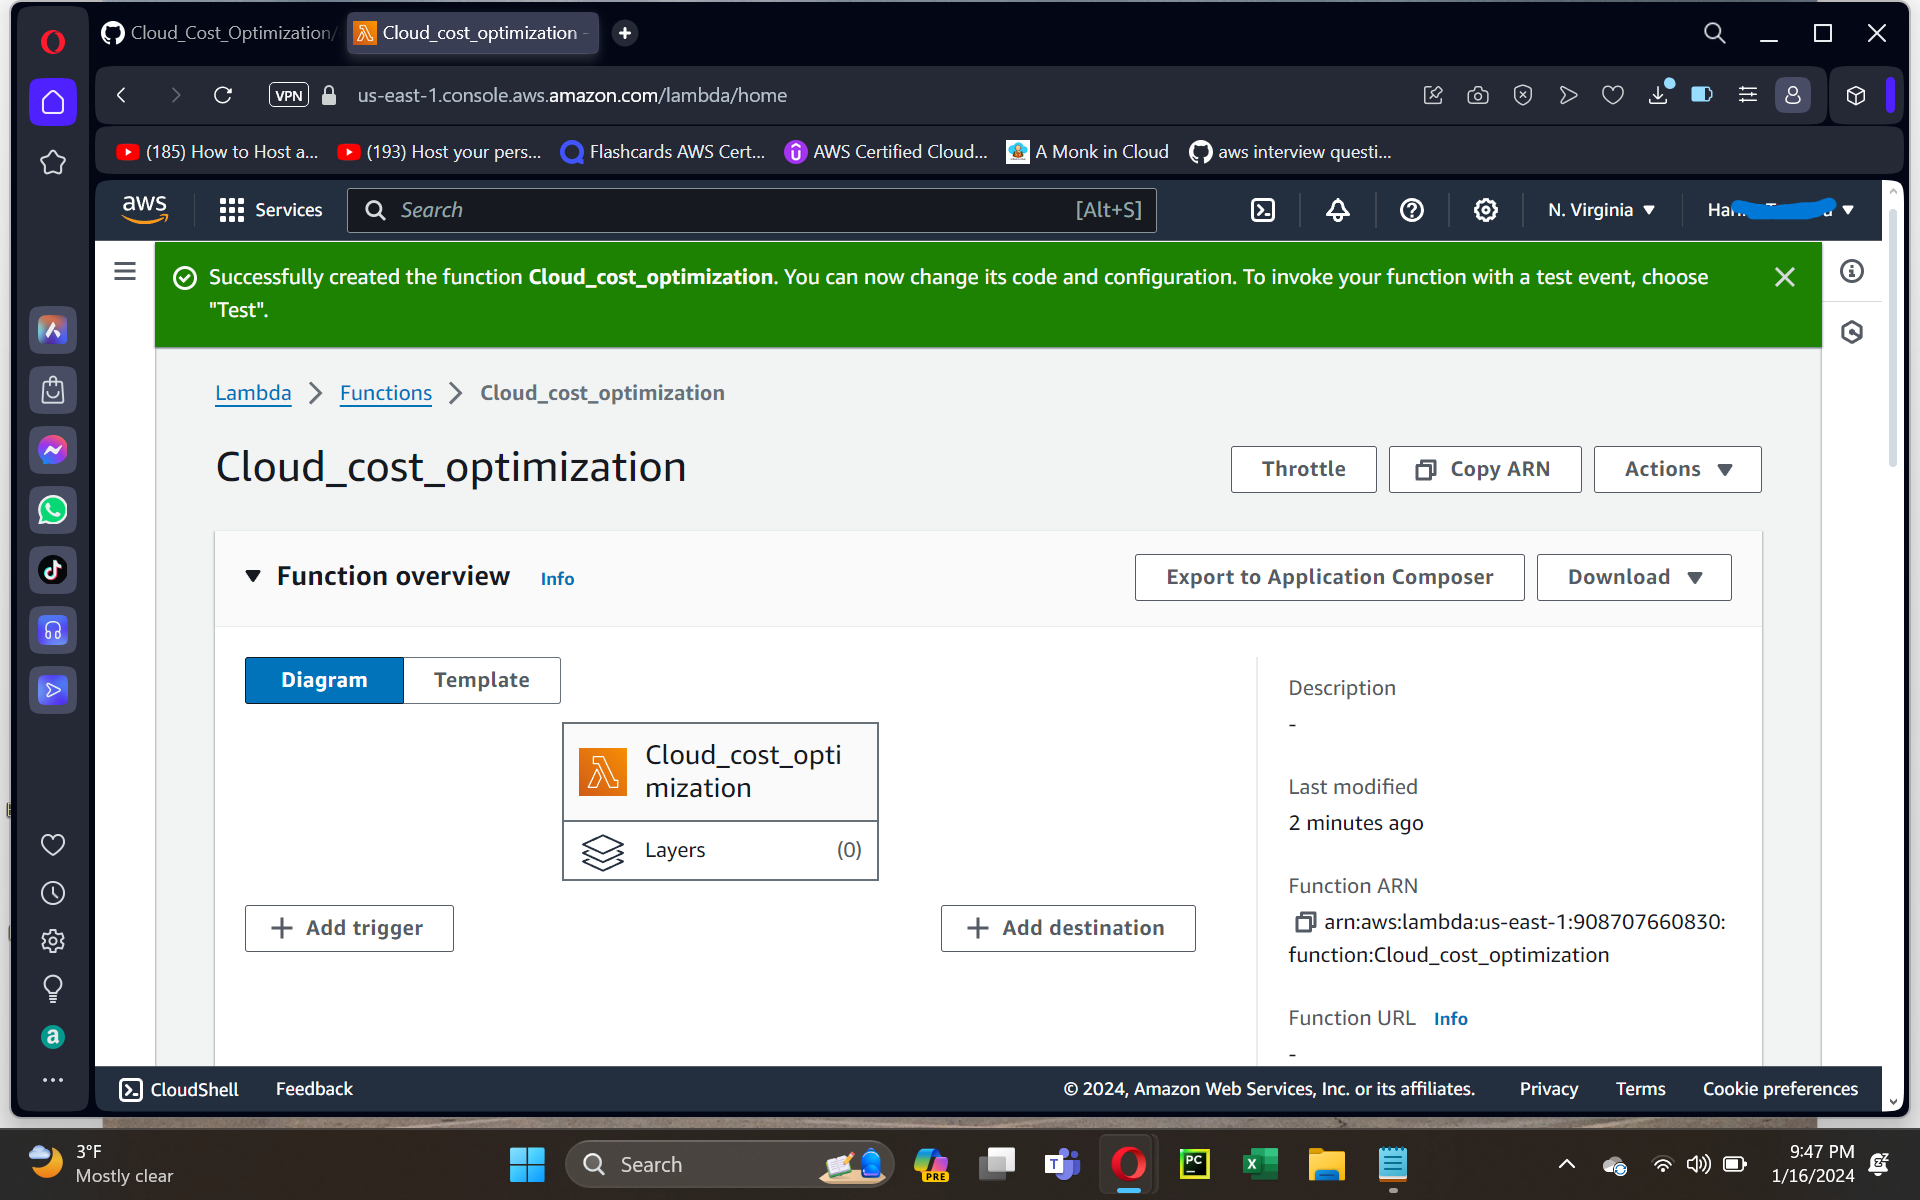 Cloud_Cost_Optimization/
Cloud_cost_optimization -
VPN
us-east-1.console.aws.amazon.com/lambda/home
(185) How to Host a...
(193) Host your pers...
Flashcards AWS Cert...
AWS Certified Cloud...
A Monk in Cloud
aws interview questi...
aws
Services
Search
[Alt+S]
N. Virginia
Successfully created the function Cloud_cost_optimization. You can now change its code and configuration. To invoke your function with a test event, choose
"Test".
Lambda
Functions
Cloud_cost_optimization
Cloud_cost_optimization
Throttle
Copy ARN
Actions
Function overview
Info
Export to Application Composer
Download
Diagram
Template
Cloud_cost_opti
mization
Layers
(0)
Add trigger
Add destination
Description
-
Last modified
2 minutes ago
Function ARN
arn:aws:lambda:us-east-1:908707660830:
function:Cloud_cost_optimization
Function URL
Info
-
CloudShell
Feedback
© 2024, Amazon Web Services, Inc. or its affiliates.
Privacy
Terms
Cookie preferences
3°F
Mostly clear
Search
PRE
PC
9:47 PM
1/16/2024